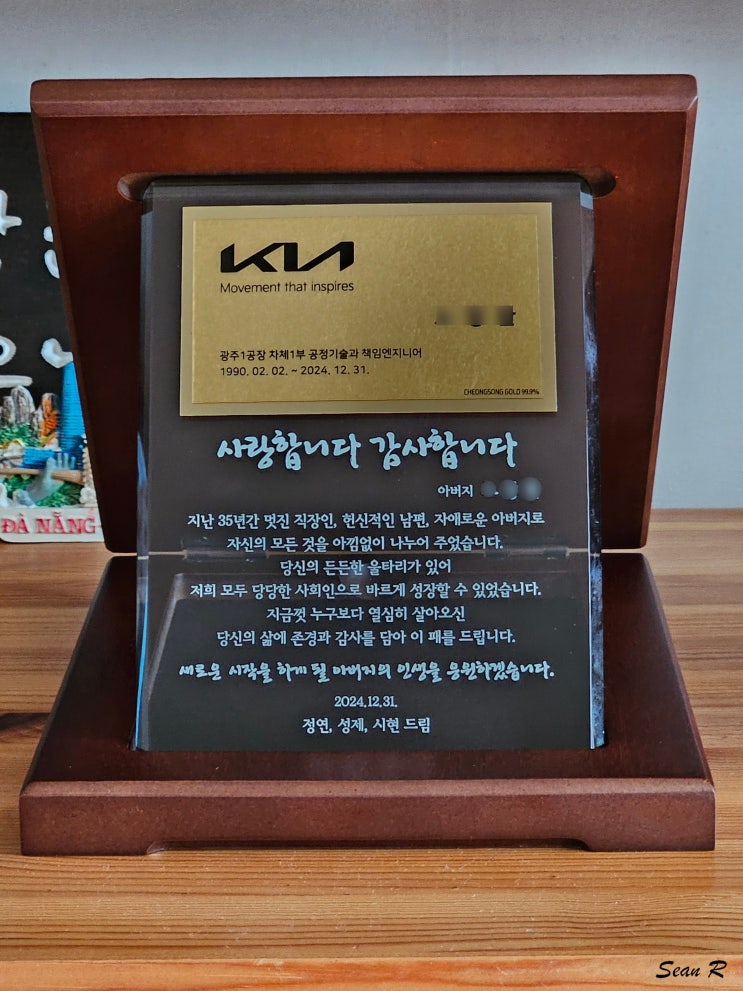 KIA
Movement that inspires
광주1공장 차체1부 공정기술과 책임엔지니어
1990. 02. 02. ~ 2024. 12. 31.
CHEONGSONG GOLD 99.9%
사랑합니다 감사합니다
아버지
지난 35년간 멋진 직장인, 헌신적인 남편, 자애로운 아버지로
자신의 모든 것을 아낌없이 나누어 주었습니다.
당신의 든든한 울타리가 있어
저희 모두 당당한 사회인으로 바르게 성장할 수 있었습니다.
지금껏 누구보다 열심히 살아오신
당신의 삶에 존경과 감사를 담아 이 패를 드립니다.
새로운 시작을 하게 될 아버지의 인생을 응원하겠습니다.
2024.12.31.
정연, 성제, 시현 드림
ĐÀ NẴNG
Sean R